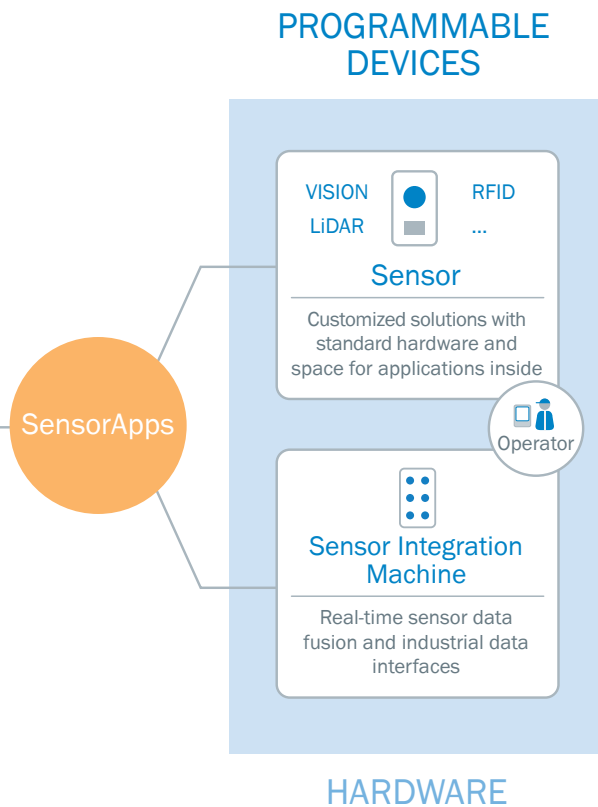 PROGRAMMABLE
DEVICES
VISION
RFID
LiDAR
...
Sensor
Customized solutions with
standard hardware and
space for applications inside
SensorApps
Operator
Sensor Integration
Machine
Real-time sensor data
fusion and industrial data
interfaces
HARDWARE